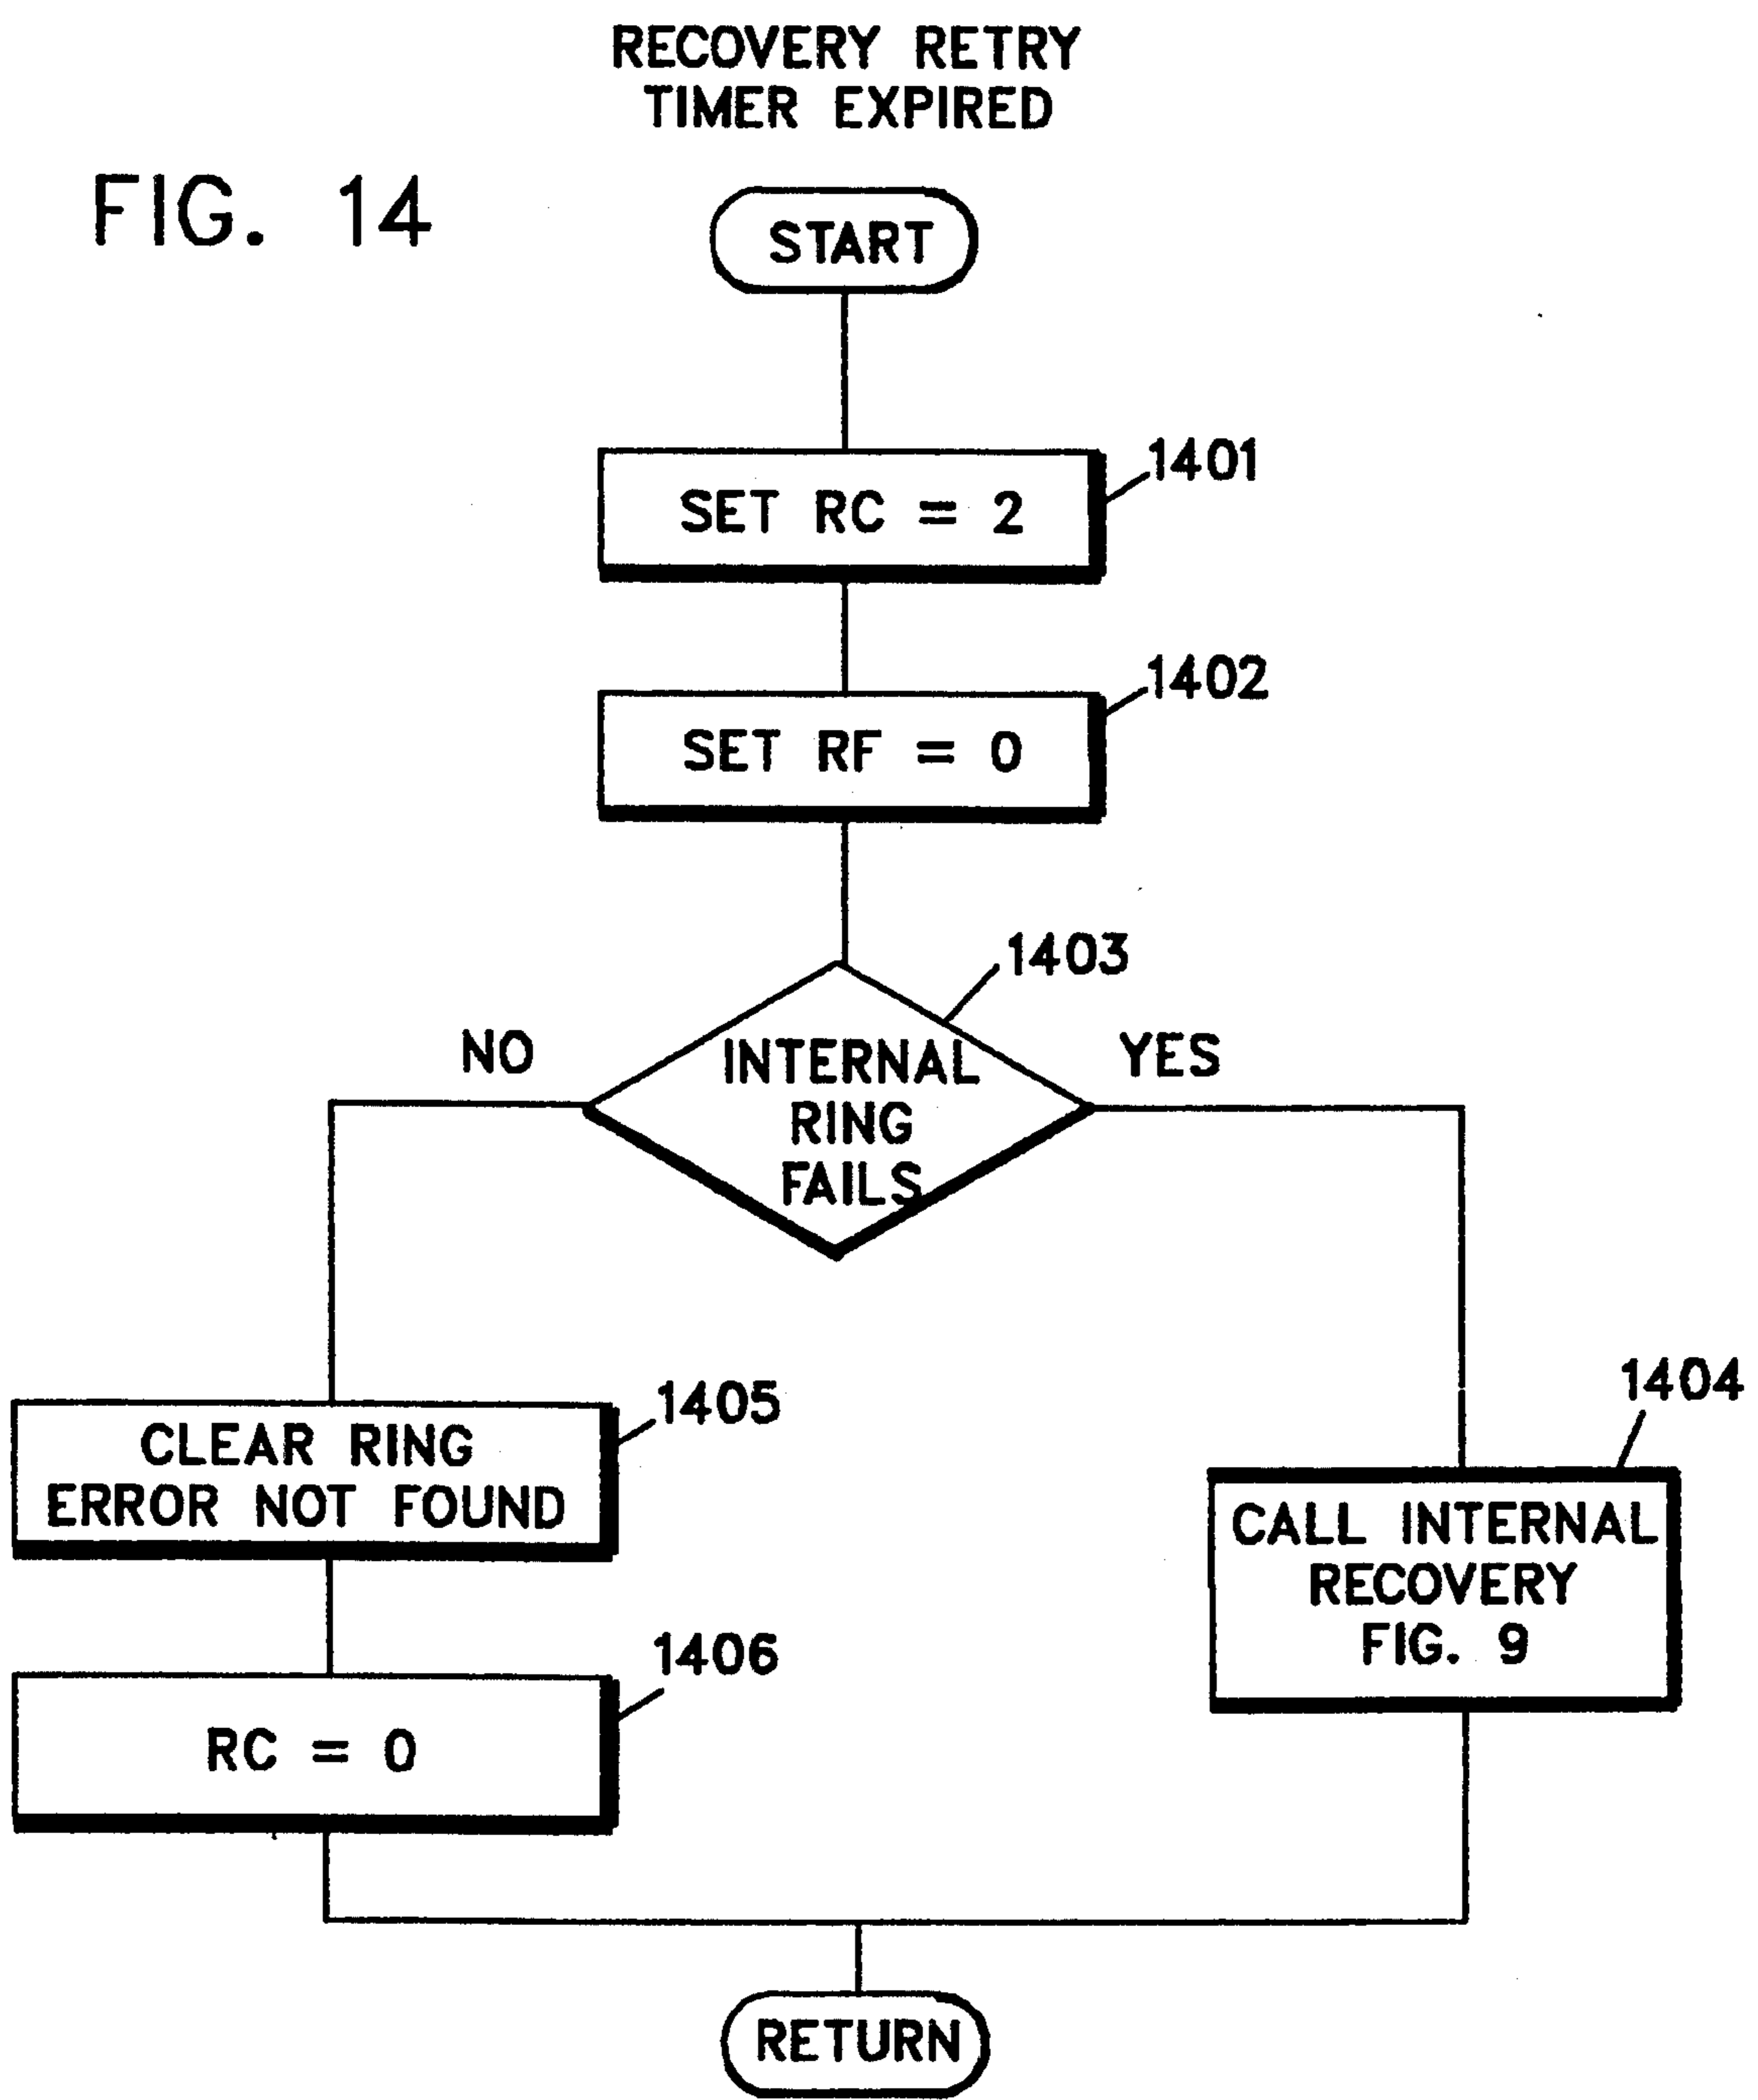 RECOVERY RETRY
TIMER EXPIRED
FIG. 14
START
1401
SET RC = 2
1402
SET RF = 0
1403
NO
YES
INTERNAL
RING
FAILS
1405
CLEAR RING
ERROR NOT FOUND
1404
CALL INTERNAL
RECOVERY
FIG. 9
1406
RC = 0
RETURN